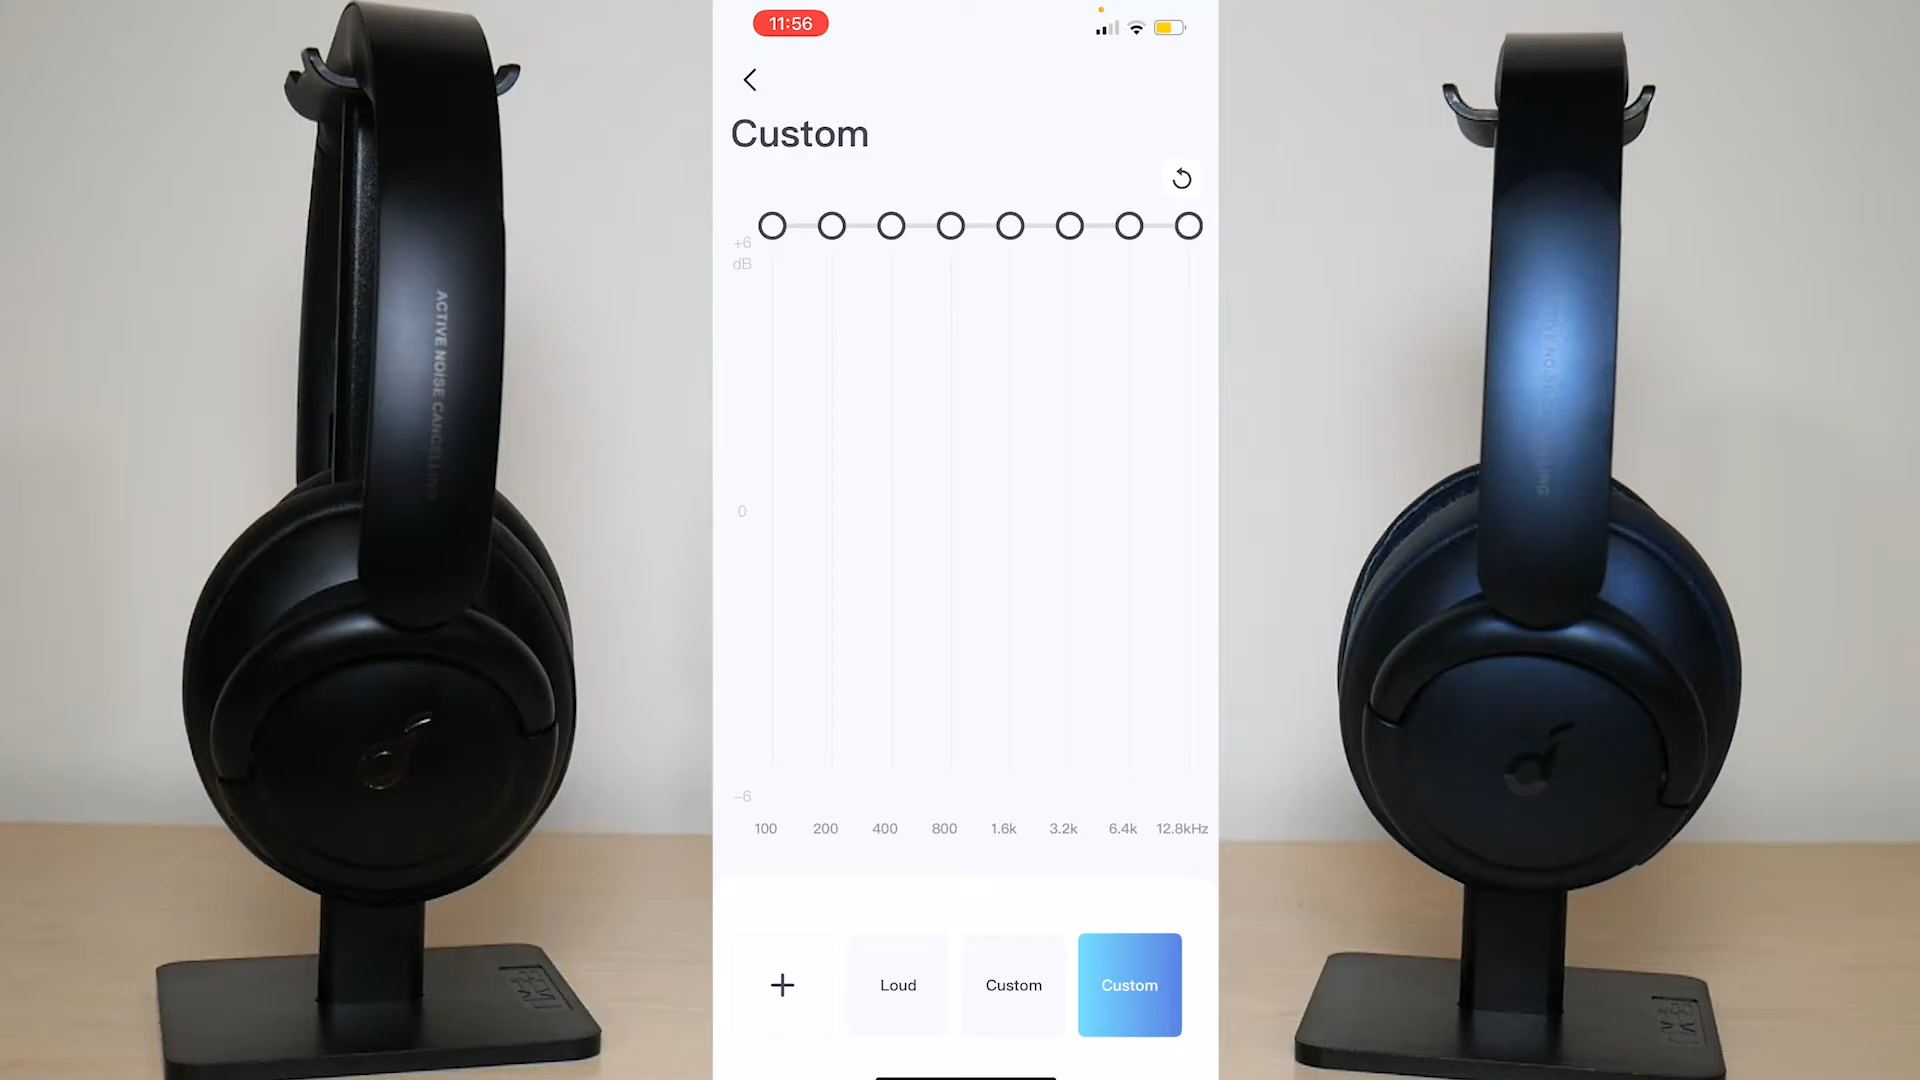 11:56
Custom
+6
dB
0
−6
100 200 400 800 1.6k 3.2k 6.4k 12.8kHz
+ Loud Custom Custom
ACTIVE NOISE CANCELLING